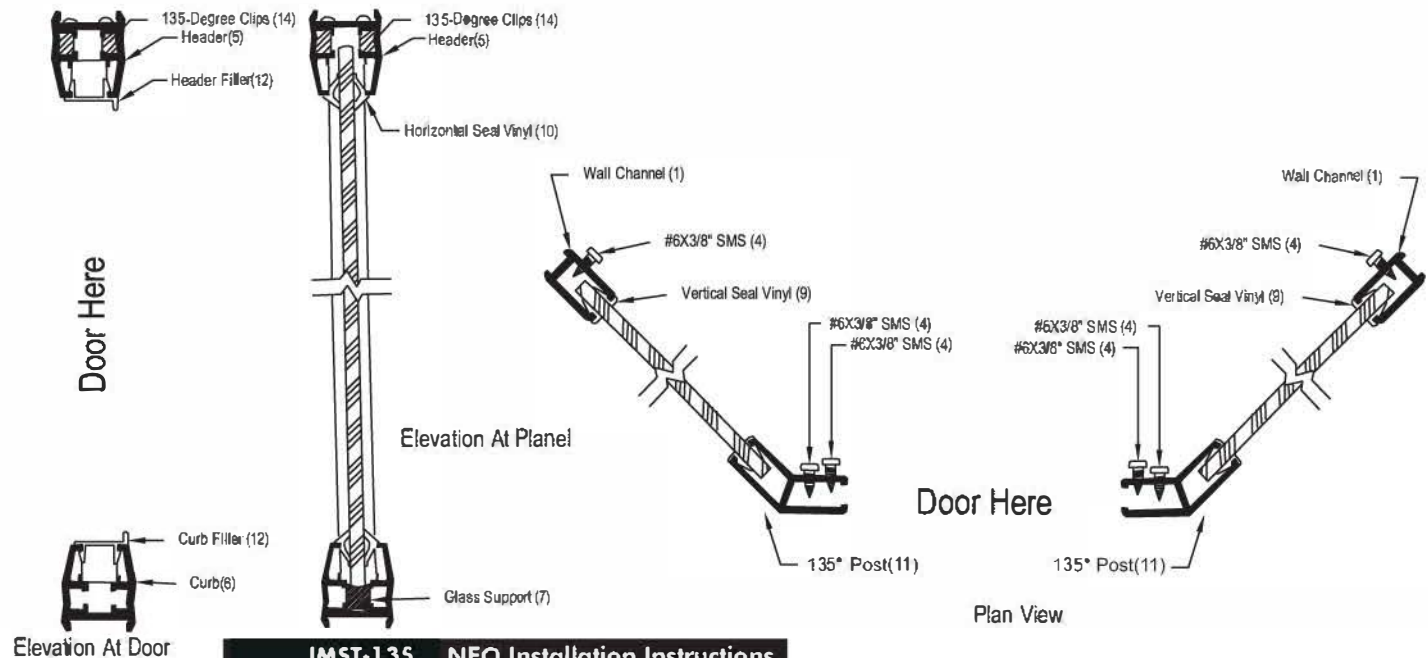 135-Degree Clips (14)
Header(5)
Header Filler(12)
135-Degree Clips (14)
Header(5)
Horizontal Seal Vinyl (10)
Door Here
Wall Channel (1)
#6X3/8" SMS (4)
Vertical Seal Vinyl (9)
#6X3/8" SMS (4)
#6X3/8" SMS (4)
Wall Channel (1)
#6X3/8" SMS (4)
Vertical Seal Vinyl (9)
#6X3/8" SMS (4)
#6X3/8" SMS (4)
Elevation At Planel
Door Here
Curb Filler (12)
Curb(6)
Glass Support (7)
135° Post(11)
135° Post(11)
Plan View
Elevation At Door
JMST-135 NEO Installation Instructions